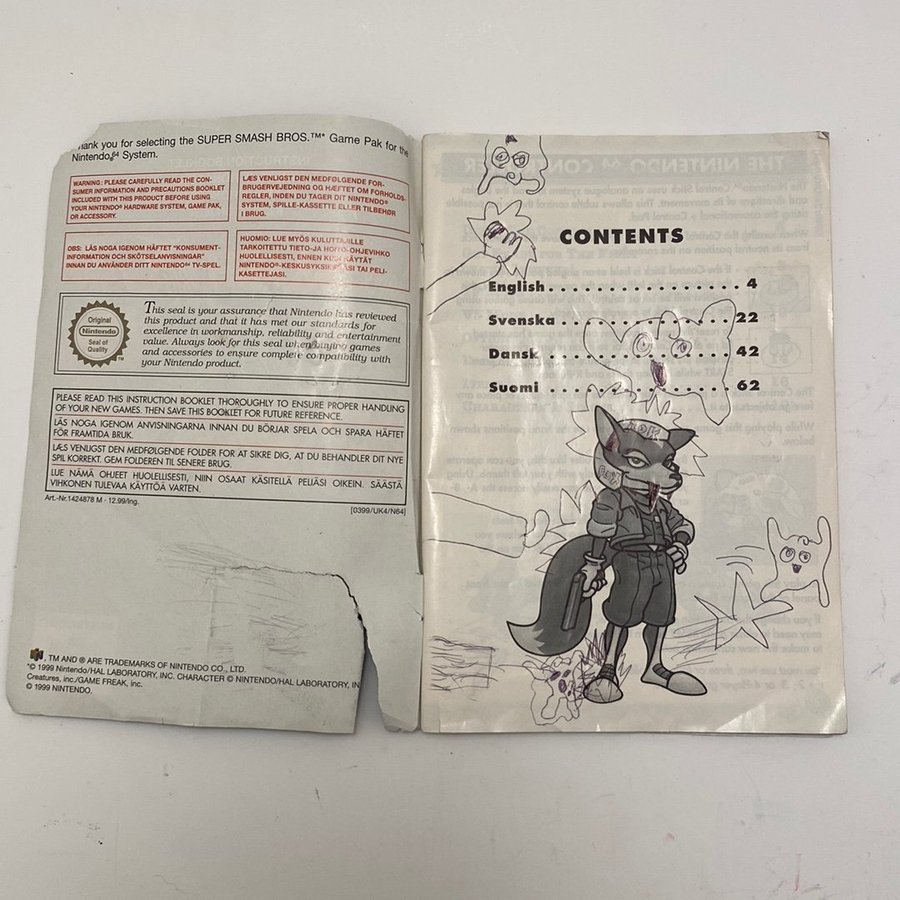 hank you for selecting the SUPER SMASH BROS.™* Game Pak for the
Nintendo⁶⁴ System.
WARNING: PLEASE CAREFULLY READ THE CON-
SUMER INFORMATION AND PRECAUTIONS BOOKLET
INCLUDED WITH THIS PRODUCT BEFORE USING
YOUR NINTENDO® HARDWARE SYSTEM, GAME PAK,
OR ACCESSORY.
LÆS VENLIGST DEN MEDFØLGENDE FOR-
BRUGERVEJEDNING OG HÆFTET OM FORHOLDS-
REGLER, INDEN DU TAGER DIT NINTENDO®
SYSTEM, SPILLE-KASSETTE ELLER TILBEHØR
I BRUG.
OBS: LÄS NOGA IGENOM HÄFTET "KONSUMENT-
INFORMATION OCH SKÖTSELANVISNINGAR"
INNAN DU ANVÄNDER DITT NINTENDO⁶⁴ TV-SPEL.
HUOMIO: LUE MYÖS KULUTTAJILLE
TARKOITETTU TIETO-JA HOITO-OHJEVIHKO
HUOLELLISESTI, ENNEN KUIN KÄYTÄT
NINTENDO®-KESKUSYKSIKKÖÄSI TAI PELI-
KASETTEJASI.
Original
Nintendo
Seal of
Quality
This seal is your assurance that Nintendo has reviewed
this product and that it has met our standards for
excellence in workmanship, reliability and entertainment
value. Always look for this seal when buying games
and accessories to ensure complete compatibility with
your Nintendo product.
PLEASE READ THIS INSTRUCTION BOOKLET THOROUGHLY TO ENSURE PROPER HANDLING
OF YOUR NEW GAMES. THEN SAVE THIS BOOKLET FOR FUTURE REFERENCE.
LÄS NOGA IGENOM ANVISNINGARNA INNAN DU BÖRJAR SPELA OCH SPARA HÄFTET
FÖR FRAMTIDA BRUK.
LÆS VENLIGST DEN MEDFØLGENDE FOLDER FOR AT SIKRE DIG, AT DU BEHANDLER DIT NYE
SPIL KORREKT. GEM FOLDEREN TIL SENERE BRUG.
LUE NÄMÄ OHJEET HUOLELLISESTI, NIIN OSAAT KÄSITELLÄ PELIÄSI OIKEIN. SÄÄSTÄ
VIHKONEN TULEVAA KÄYTTÖÄ VARTEN.
Art.-Nr.1424878 M · 12.99/Ing.
[0399/UK4/N64]
, TM AND ® ARE TRADEMARKS OF NINTENDO CO., LTD.
*© 1999 Nintendo/HAL LABORATORY, INC. CHARACTER © NINTENDO/HAL LABORATORY, IN
Creatures, inc./GAME FREAK, inc.
© 1999 NINTENDO.
CONTENTS
English. . . . . . . . . . . . . . . . . . 4
Svenska . . . . . . . . . . . . . . . . 22
Dansk . . . . . . . . . . . . . . . . . 42
Suomi . . . . . . . . . . . . . . . . . 62